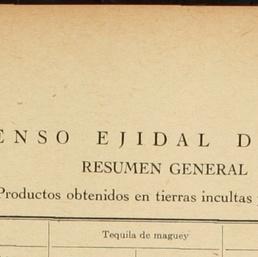 ENSO EJIDAL D
RESUMEN GENERAL
Productos obtenidos en tierras incultas
Tequila de maguey